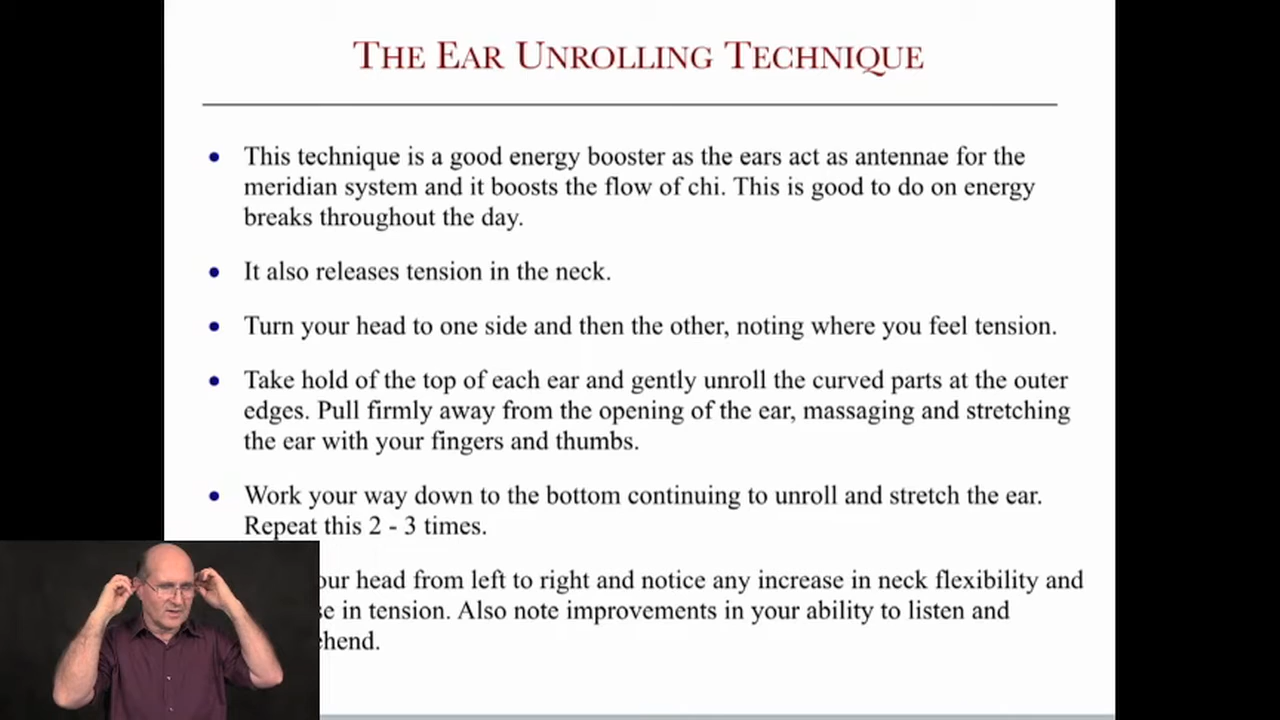 THE EAR UNROLLING TECHNIQUE
• This technique is a good energy booster as the ears act as antennae for the
meridian system and it boosts the flow of chi. This is good to do on energy
breaks throughout the day.
• It also releases tension in the neck.
• Turn your head to one side and then the other, noting where you feel tension.
• Take hold of the top of each ear and gently unroll the curved parts at the outer
edges. Pull firmly away from the opening of the ear, massaging and stretching
the ear with your fingers and thumbs.
• Work your way down to the bottom continuing to unroll and stretch the ear.
Repeat this 2 - 3 times.
head from left to right and notice any increase in neck flexibility and
in tension. Also note improvements in your ability to listen and